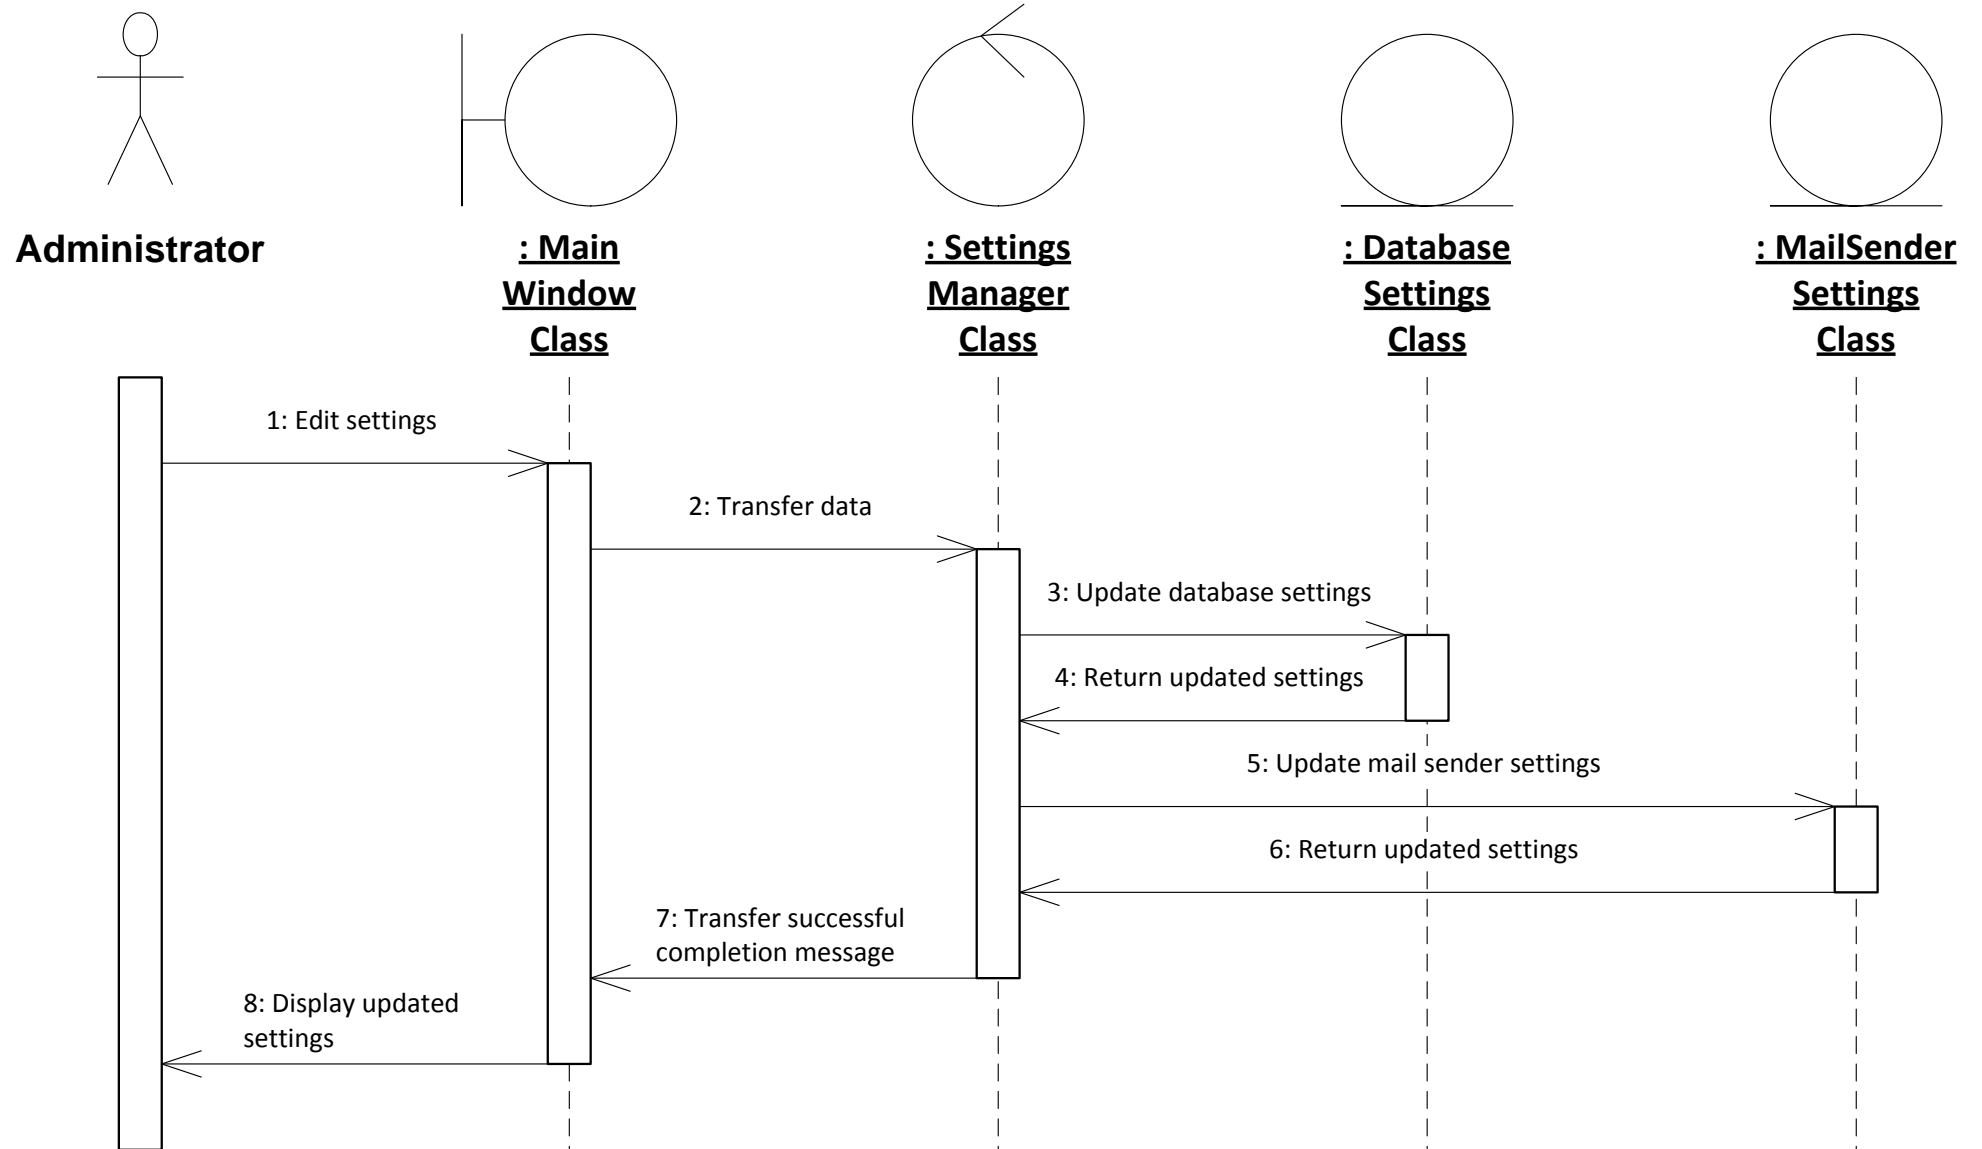 Administrator
: Main
Window
Class
: Settings
Manager
Class
: Database
Settings
Class
: MailSender
Settings
Class
1: Edit settings
2: Transfer data
3: Update database settings
4: Return updated settings
5: Update mail sender settings
6: Return updated settings
7: Transfer successful
completion message
8: Display updated
settings